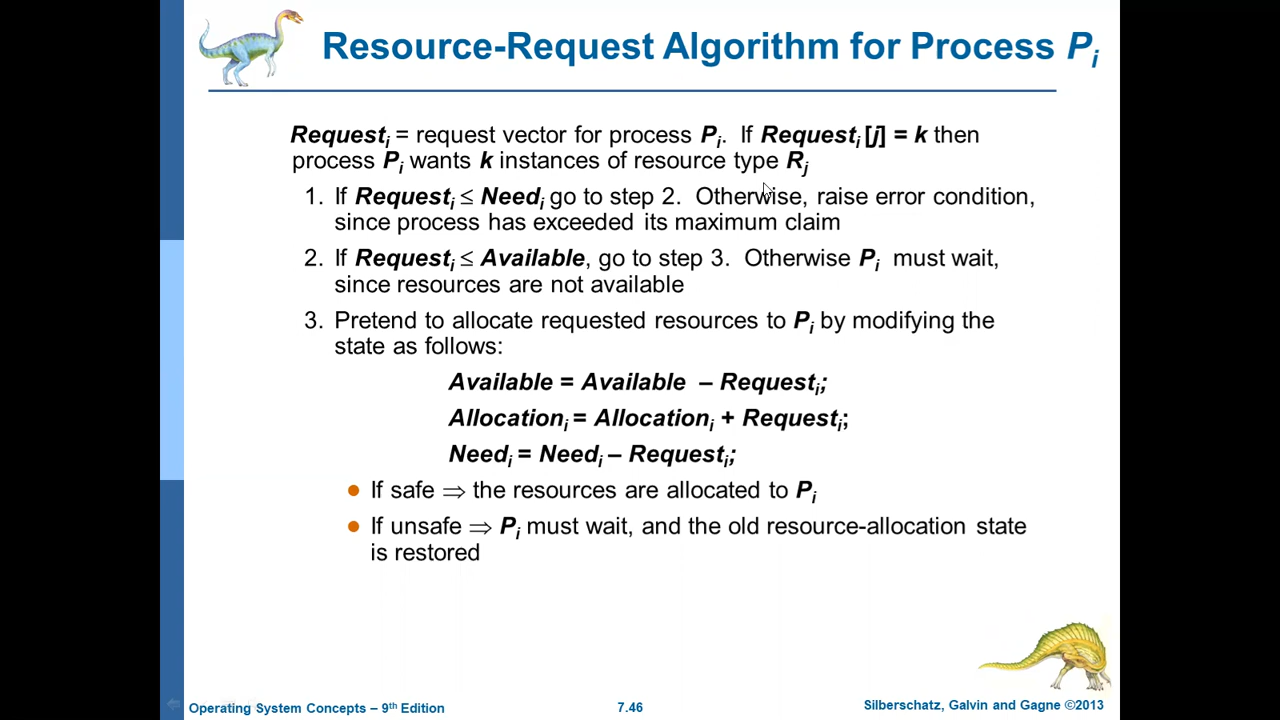 Resource-Request Algorithm for Process Pi
Requesti = request vector for process Pi. If Requesti [j] = k then
process Pi wants k instances of resource type Rj
1. If Requesti ≤ Needi go to step 2. Otherwise, raise error condition,
since process has exceeded its maximum claim
2. If Requesti ≤ Available, go to step 3. Otherwise Pi must wait,
since resources are not available
3. Pretend to allocate requested resources to Pi by modifying the
state as follows:
Available = Available – Requesti;
Allocationi = Allocationi + Requesti;
Needi = Needi – Requesti;
● If safe ⇒ the resources are allocated to Pi
● If unsafe ⇒ Pi must wait, and the old resource-allocation state
is restored
Operating System Concepts – 9th Edition
7.46
Silberschatz, Galvin and Gagne ©2013